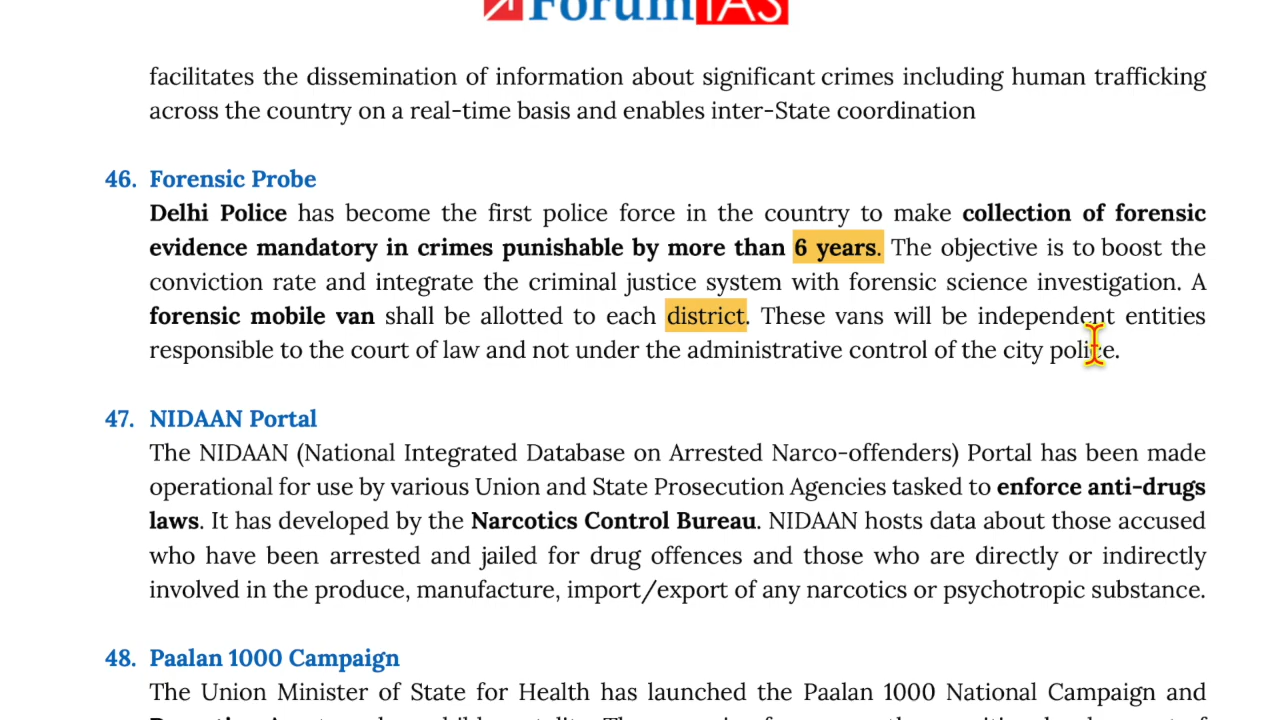 ForumIAS
facilitates the dissemination of information about significant crimes including human trafficking
across the country on a real-time basis and enables inter-State coordination
46. Forensic Probe
Delhi Police has become the first police force in the country to make collection of forensic
evidence mandatory in crimes punishable by more than 6 years. The objective is to boost the
conviction rate and integrate the criminal justice system with forensic science investigation. A
forensic mobile van shall be allotted to each district. These vans will be independent entities
responsible to the court of law and not under the administrative control of the city police.
47. NIDAAN Portal
The NIDAAN (National Integrated Database on Arrested Narco-offenders) Portal has been made
operational for use by various Union and State Prosecution Agencies tasked to enforce anti-drugs
laws. It has developed by the Narcotics Control Bureau. NIDAAN hosts data about those accused
who have been arrested and jailed for drug offences and those who are directly or indirectly
involved in the produce, manufacture, import/export of any narcotics or psychotropic substance.
48. Paalan 1000 Campaign
The Union Minister of State for Health has launched the Paalan 1000 National Campaign and